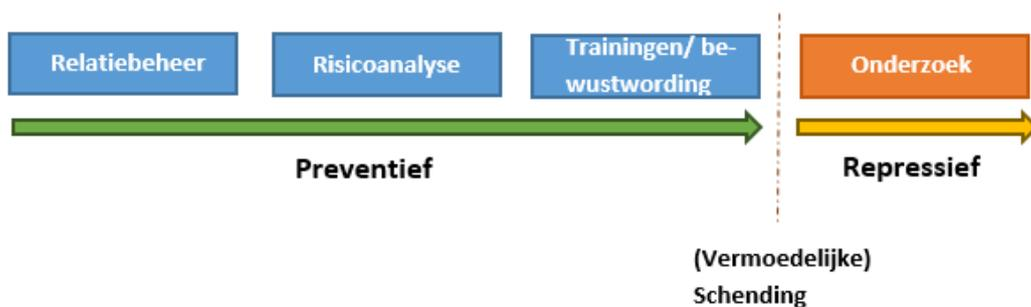 Relatiebeheer
Risicoanalyse
Trainingen/ be-
wustwording
Onderzoek
Preventief
Repressief
(Vermoedelijke)
Schending